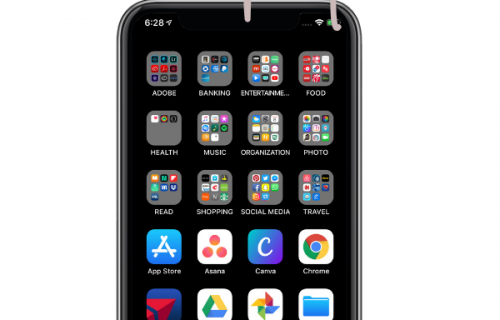 6:28
ADOBE BANKING ENTERTAINME... FOOD
HEALTH MUSIC ORGANIZATION PHOTO
READ SHOPPING SOCIAL MEDIA TRAVEL
App Store Asana Canva Chrome